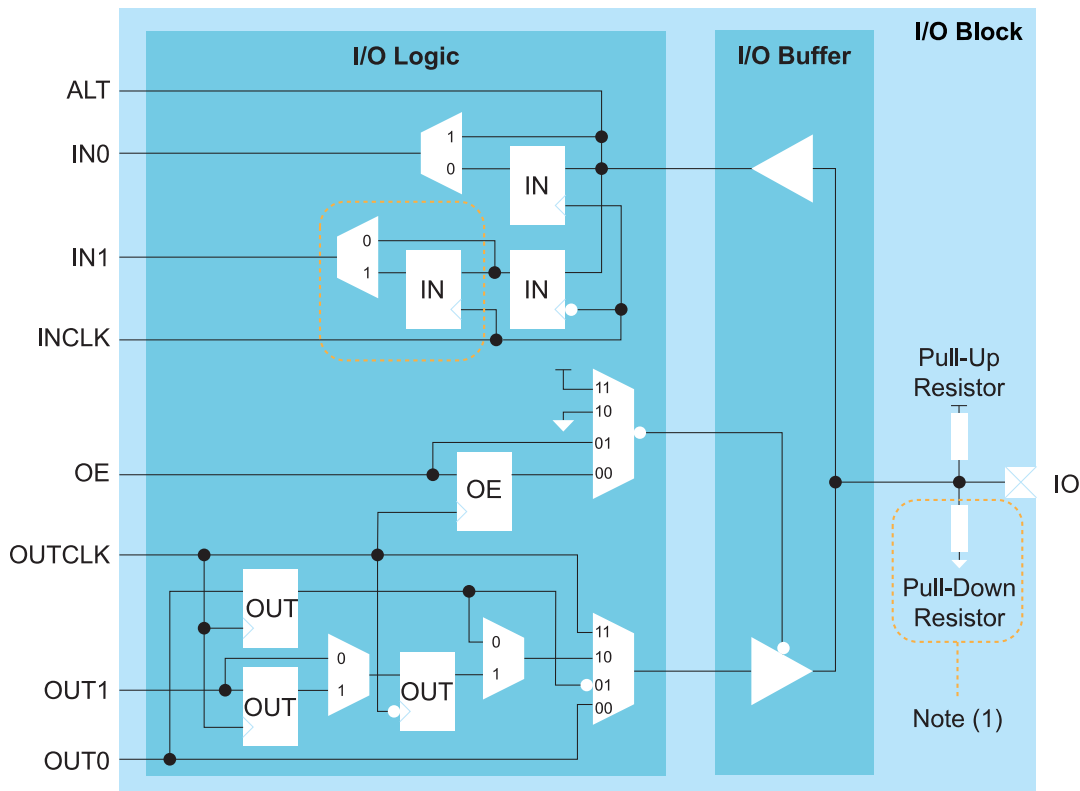 I/O Block
I/O Logic
I/O Buffer
ALT
1
IN0
0
IN
0
IN1
1
IN
IN
INCLK
Pull-Up
Resistor
11
10
01
OE
00
OE
IO
OUTCLK
OUT
Pull-Down
Resistor
11
0
10
0
1
01
OUT1
1
OUT
OUT
00
Note (1)
OUT0